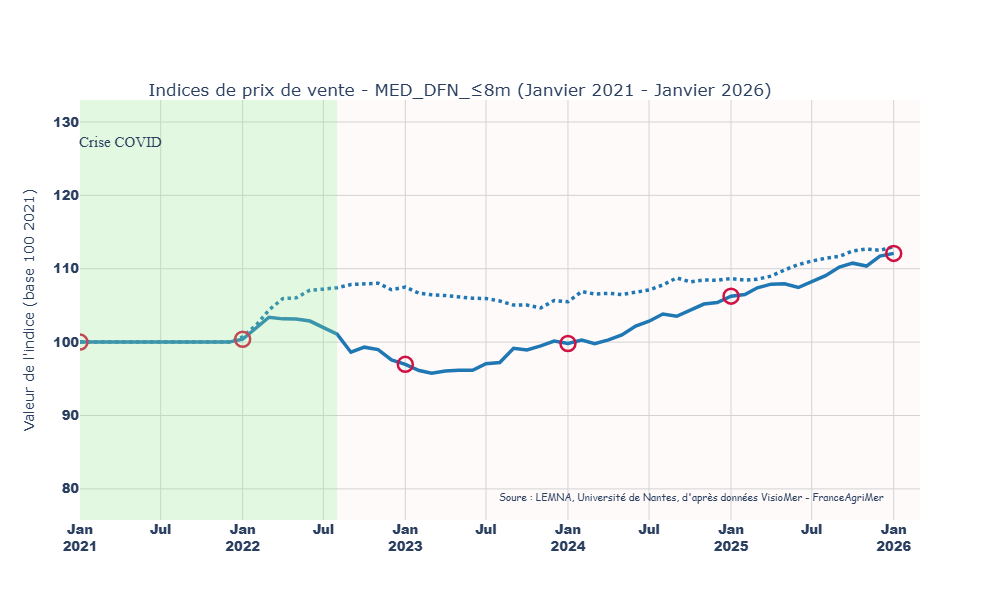 Indices de prix de vente - MED_DFN_≤8m (Janvier 2021 - Janvier 2026)
Valeur de l'indice (base 100 2021)
130
120
110
100
90
80
Crise COVID
Soure : LEMNA, Université de Nantes, d'après données VisioMer - FranceAgriMer
Jan Jul Jan Jul Jan Jul Jan Jul Jan Jul Jan
2021 2022 2023 2024 2025 2026